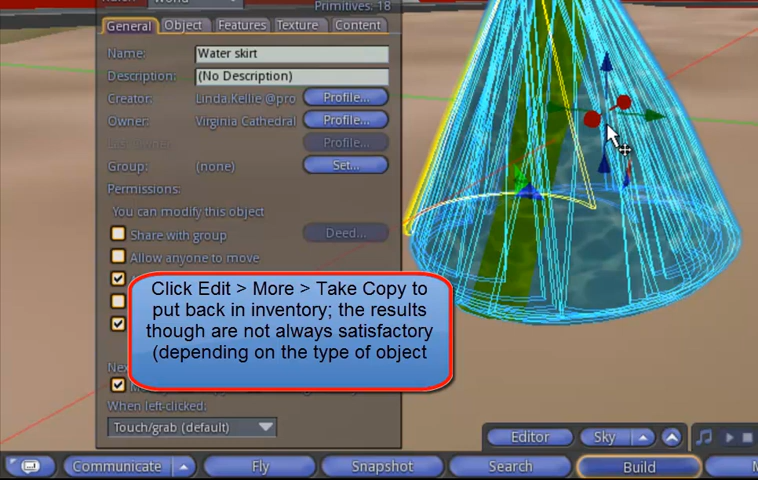 World
Primitives: 18
General Object Features Texture Content
Name: Water skirt
Description: (No Description)
Creator: Linda Kellie @pro Profile...
Owner: Virginia Cathedral Profile...
Profile...
Group: (none) Set...
Permissions:
You can modify this object
Share with group Deed...
Allow anyone to move
Click Edit > More > Take Copy to
put back in inventory; the results
though are not always satisfactory
(depending on the type of object
When left-clicked:
Touch/grab (default)
Editor Sky
Communicate Fly Snapshot Search Build